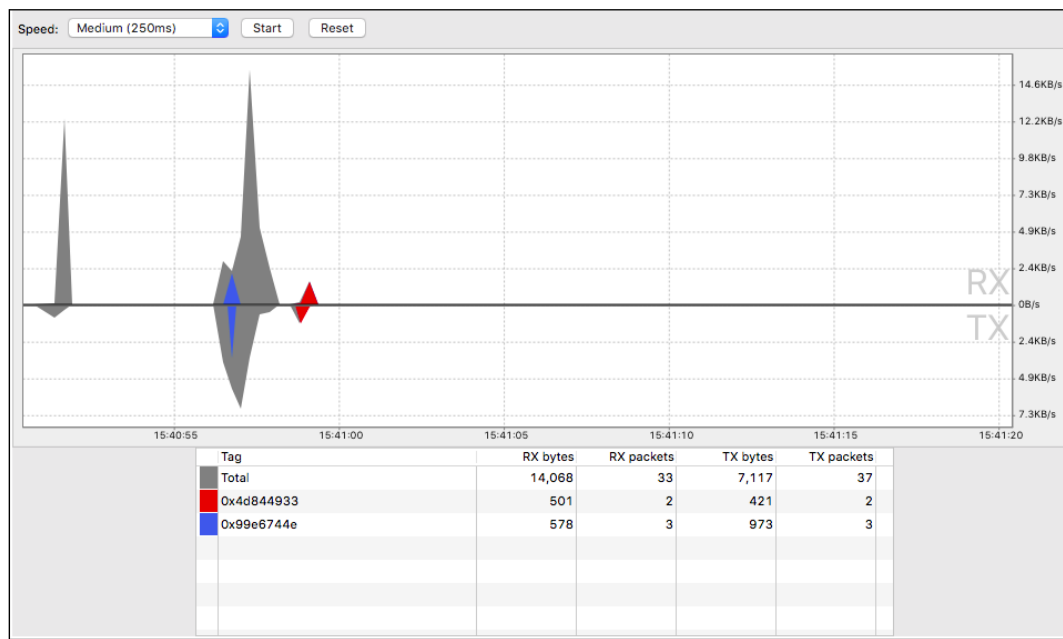 Speed: Medium (250ms) Start Reset
14.6KB/s
12.2KB/s
9.8KB/s
7.3KB/s
4.9KB/s
2.4KB/s
RX
0B/s
TX
2.4KB/s
4.9KB/s
7.3KB/s
15:40:55 15:41:00 15:41:05 15:41:10 15:41:15 15:41:20
Tag RX bytes RX packets TX bytes TX packets
Total 14,068 33 7,117 37
0x4d844933 501 2 421 2
0x99e6744e 578 3 973 3